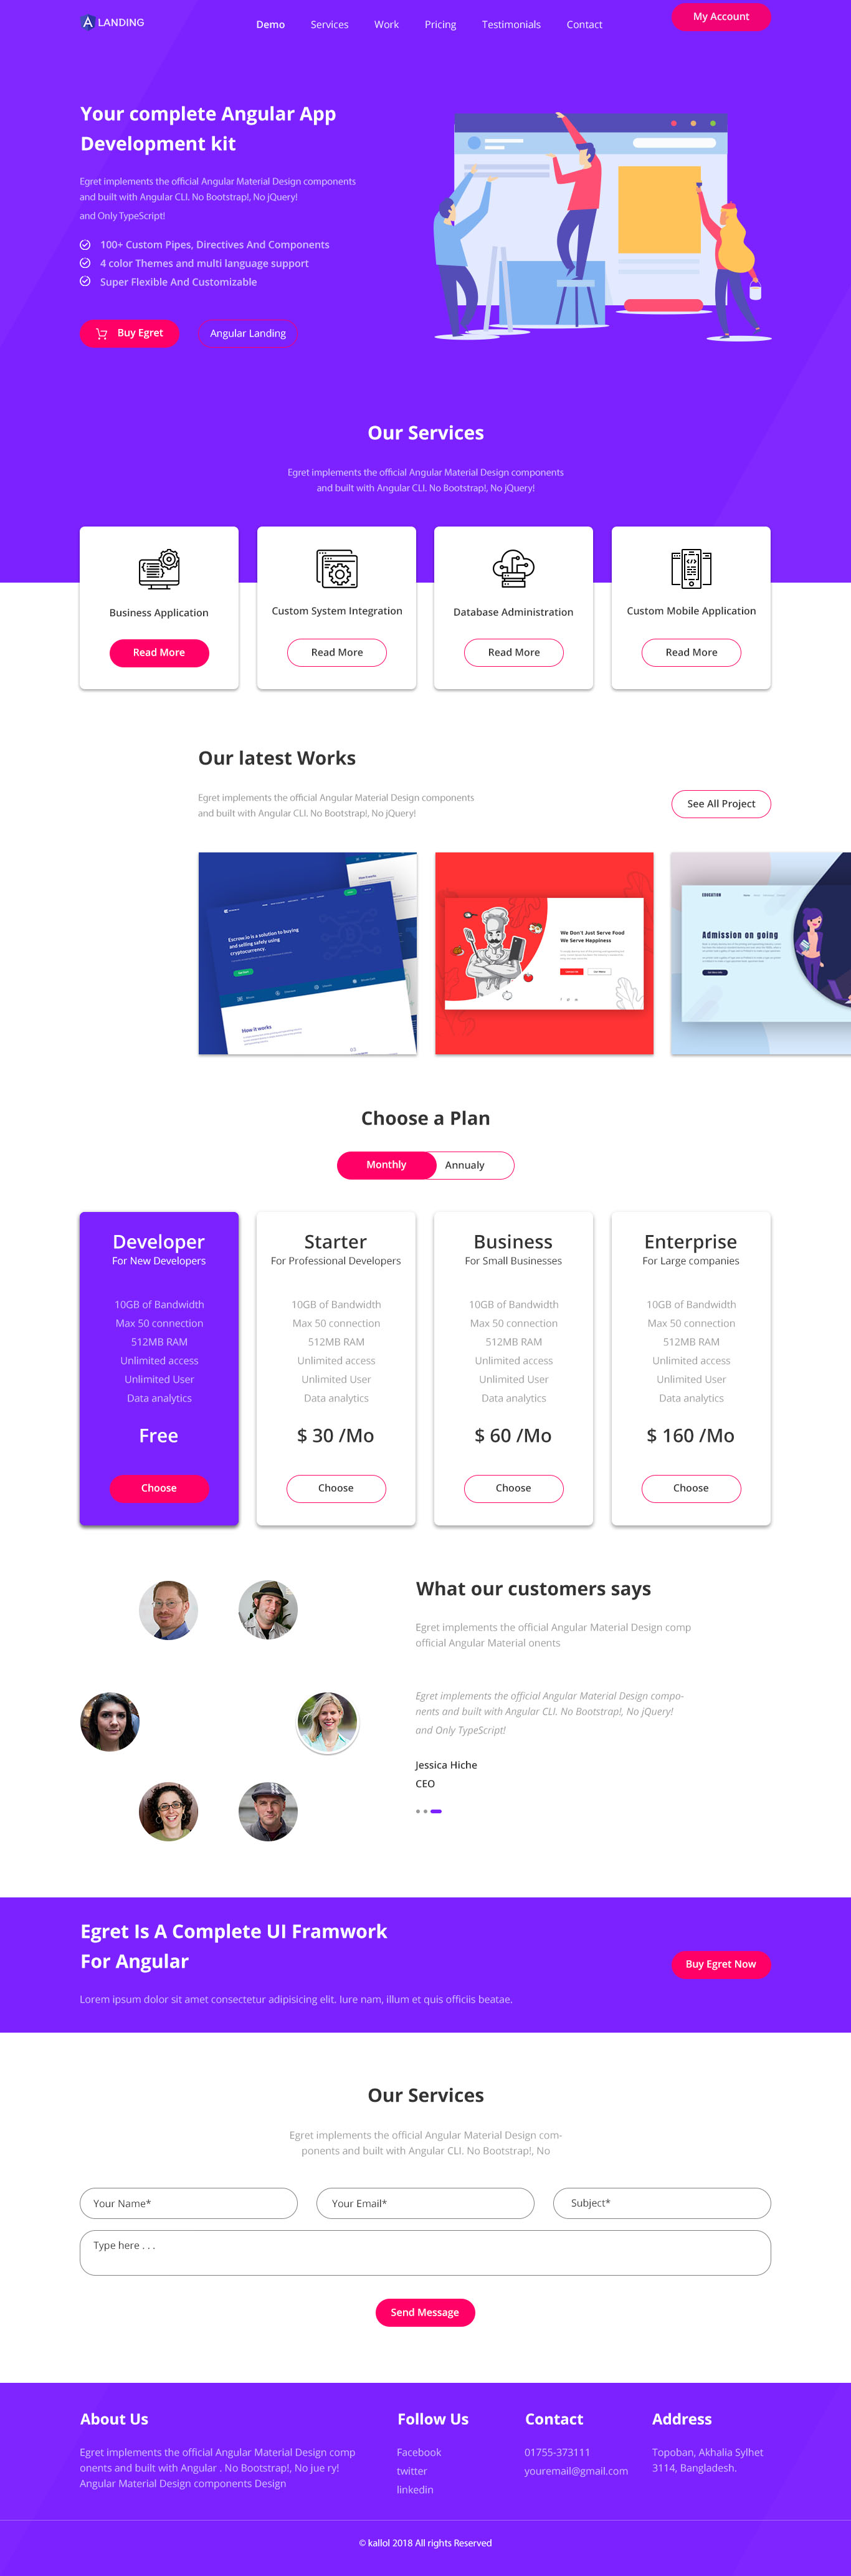 A LANDING
Demo
Services
Work
Pricing
Testimonials
Contact
My Account
Your complete Angular App
Development kit
Egret implements the official Angular Material Design components
and built with Angular CLI. No Bootstrap!, No jQuery!
and Only TypeScript!
100+ Custom Pipes, Directives And Components
4 color Themes and multi language support
Super Flexible And Customizable
Buy Egret
Angular Landing
Our Services
Egret implements the official Angular Material Design components
and built with Angular CLI. No Bootstrap!, No jQuery!
Business Application
Read More
Custom System Integration
Read More
Database Administration
Read More
Custom Mobile Application
Read More
Our latest Works
Egret implements the official Angular Material Design components
and built with Angular CLI. No Bootstrap!, No jQuery!
See All Project
Escrow.io is a solution to buying
and selling safely using
cryptocurrency.
How it works
We Don't Just Serve Food
We Serve Happiness
EDUCATION
Admission on going
Choose a Plan
Monthly
Annualy
Developer
For New Developers
10GB of Bandwidth
Max 50 connection
512MB RAM
Unlimited access
Unlimited User
Data analytics
Free
Choose
Starter
For Professional Developers
10GB of Bandwidth
Max 50 connection
512MB RAM
Unlimited access
Unlimited User
Data analytics
$ 30 /Mo
Choose
Business
For Small Businesses
10GB of Bandwidth
Max 50 connection
512MB RAM
Unlimited access
Unlimited User
Data analytics
$ 60 /Mo
Choose
Enterprise
For Large companies
10GB of Bandwidth
Max 50 connection
512MB RAM
Unlimited access
Unlimited User
Data analytics
$ 160 /Mo
Choose
What our customers says
Egret implements the official Angular Material Design comp
official Angular Material onents
Egret implements the official Angular Material Design compo-
nents and built with Angular CLI. No Bootstrap!, No jQuery!
and Only TypeScript!
Jessica Hiche
CEO
Egret Is A Complete UI Framwork
For Angular
Lorem ipsum dolor sit amet consectetur adipisicing elit. Iure nam, illum et quis officiis beatae.
Buy Egret Now
Our Services
Egret implements the official Angular Material Design com-
ponents and built with Angular CLI. No Bootstrap!, No
Your Name*
Your Email*
Subject*
Type here . . .
Send Message
About Us
Egret implements the official Angular Material Design comp
onents and built with Angular . No Bootstrap!, No jue ry!
Angular Material Design components Design
Follow Us
Facebook
twitter
linkedin
Contact
01755-373111
youremail@gmail.com
Address
Topoban, Akhalia Sylhet
3114, Bangladesh.
© kallol 2018 All rights Reserved